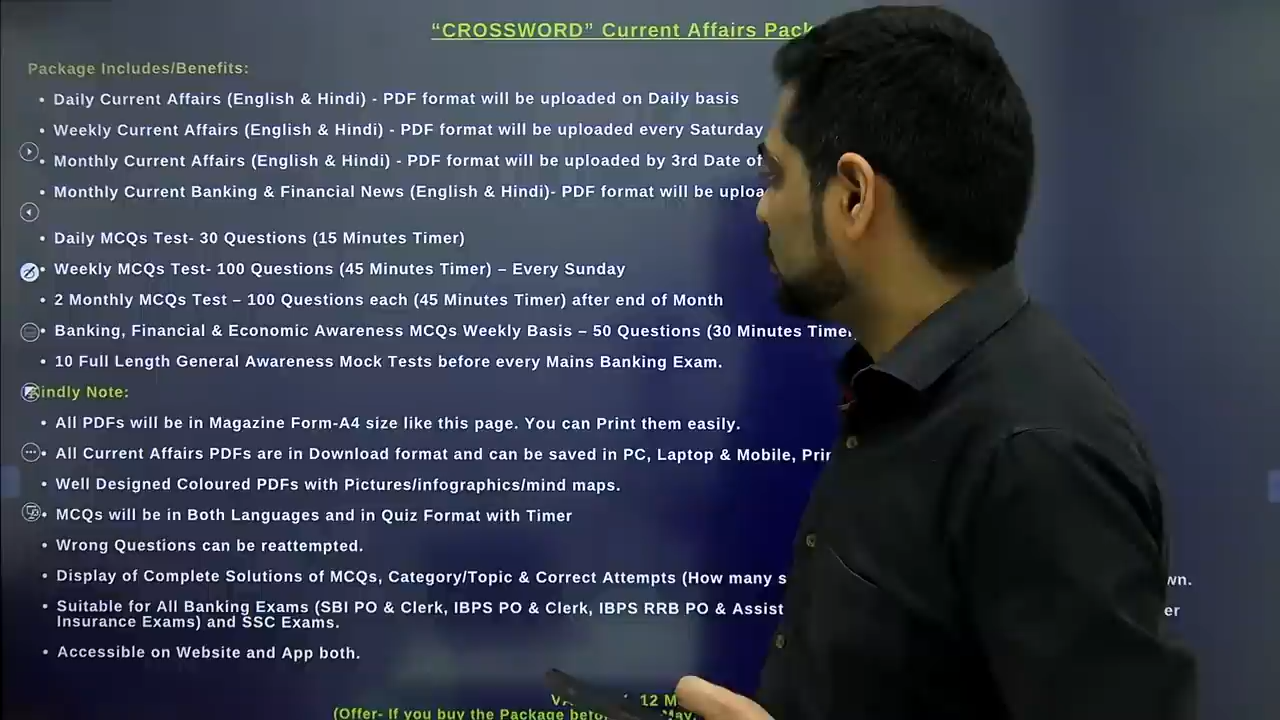 “CROSSWORD” Current Affairs
Package Includes/Benefits:
• Daily Current Affairs (English & Hindi) - PDF format will be uploaded on Daily basis
• Weekly Current Affairs (English & Hindi) - PDF format will be uploaded every Saturday
• Monthly Current Affairs (English & Hindi) - PDF format will be uploaded by 3rd Date of
• Monthly Current Banking & Financial News (English & Hindi)- PDF format will be
• Daily MCQs Test- 30 Questions (15 Minutes Timer)
• Weekly MCQs Test- 100 Questions (45 Minutes Timer) – Every Sunday
• 2 Monthly MCQs Test – 100 Questions each (45 Minutes Timer) after end of Month
• Banking, Financial & Economic Awareness MCQs Weekly Basis – 50 Questions (30 Minutes Timer
• 10 Full Length General Awareness Mock Tests before every Mains Banking Exam.
Kindly Note:
• All PDFs will be in Magazine Form-A4 size like this page. You can Print them easily.
• All Current Affairs PDFs are in Download format and can be saved in PC, Laptop & Mobile,
• Well Designed Coloured PDFs with Pictures/infographics/mind maps.
• MCQs will be in Both Languages and in Quiz Format with Timer
• Wrong Questions can be reattempted.
• Display of Complete Solutions of MCQs, Category/Topic & Correct Attempts (How many
• Suitable for All Banking Exams (SBI PO & Clerk, IBPS PO & Clerk, IBPS RRB PO &
Insurance Exams) and SSC Exams.
• Accessible on Website and App both.
12
(Offer- If you buy the Package